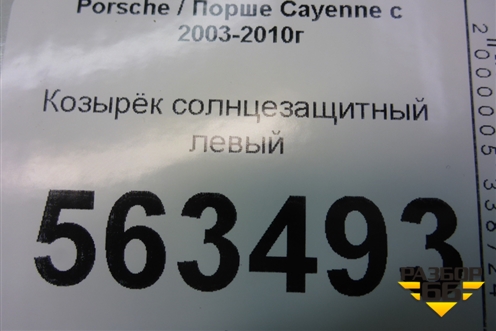 Porsche / Порше Cayenne с
2003-2010г
Козырёк солнцезащитный
левый
563493
РАЗБОР
66